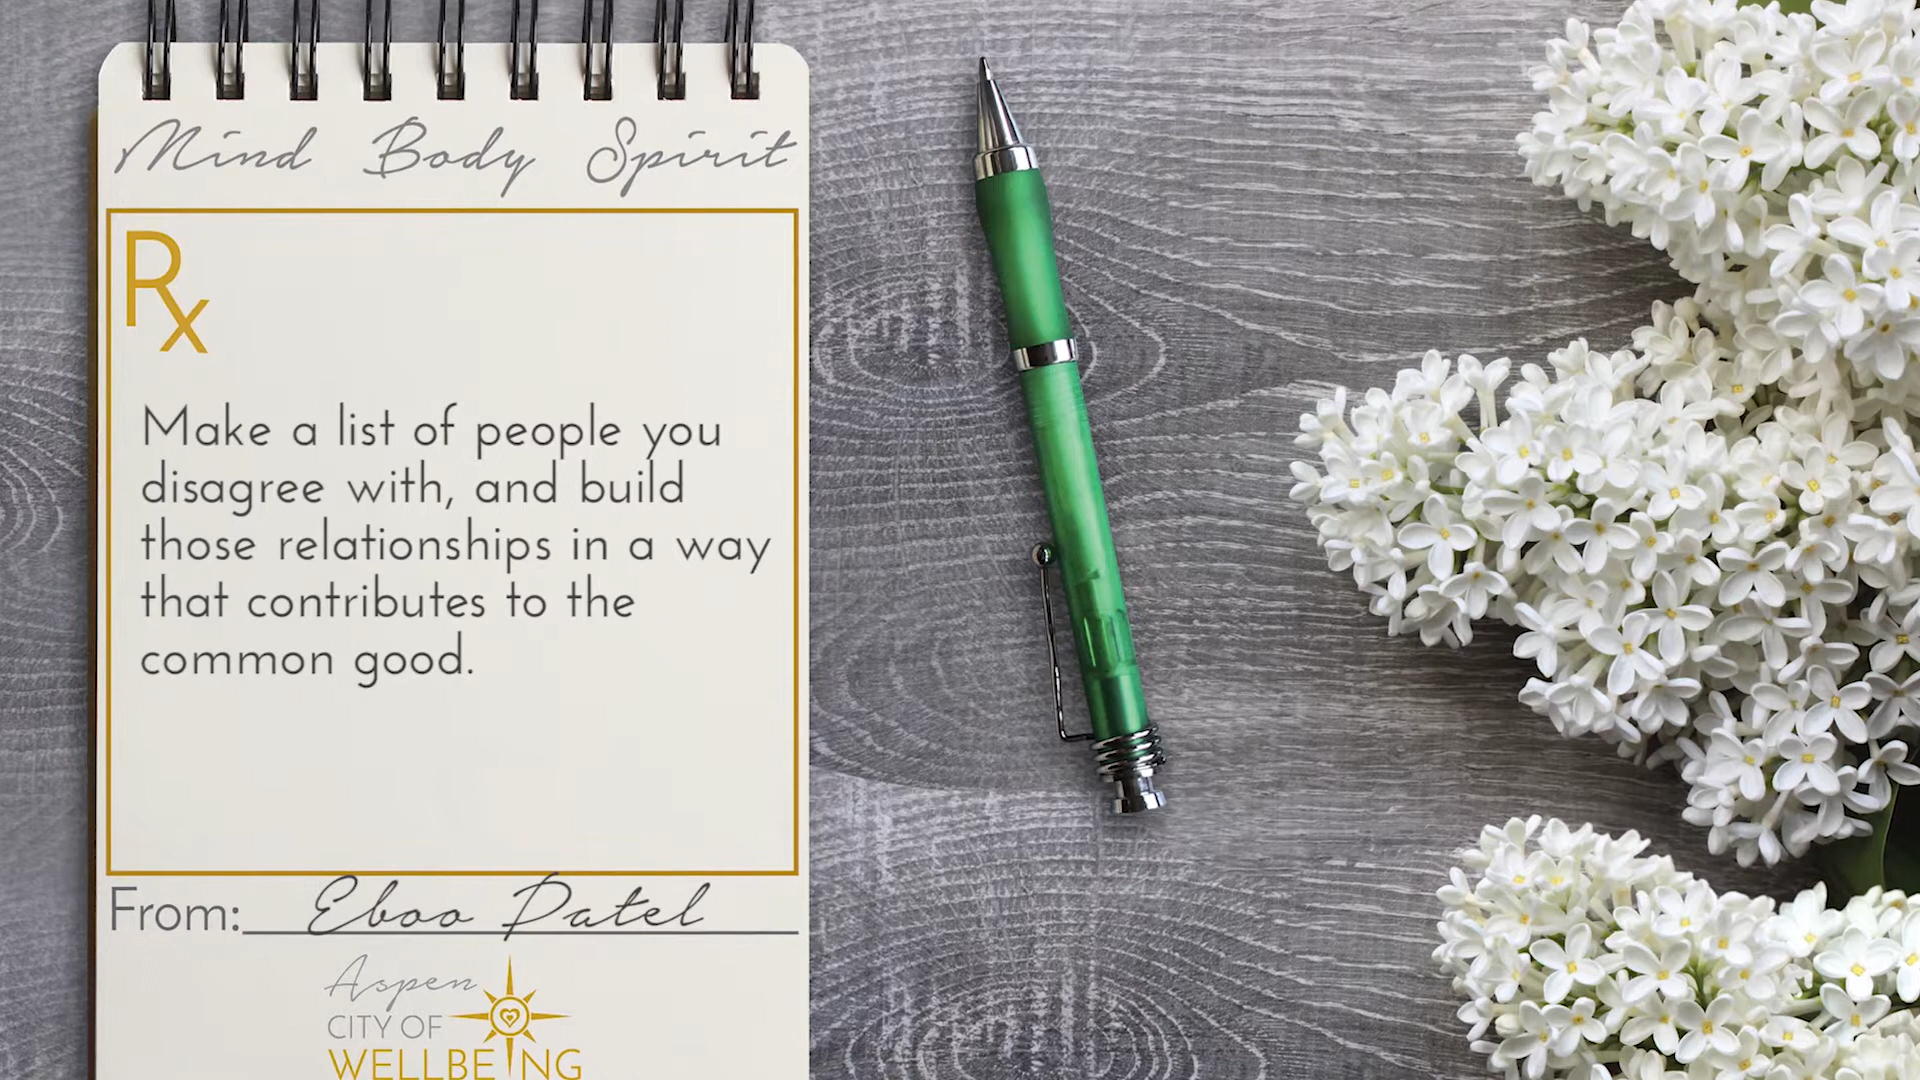 Mind Body Spirit
Rx
Make a list of people you
disagree with, and build
those relationships in a way
that contributes to the
common good.
From: Eboo Patel
Aspen
CITY OF
WELLBEING